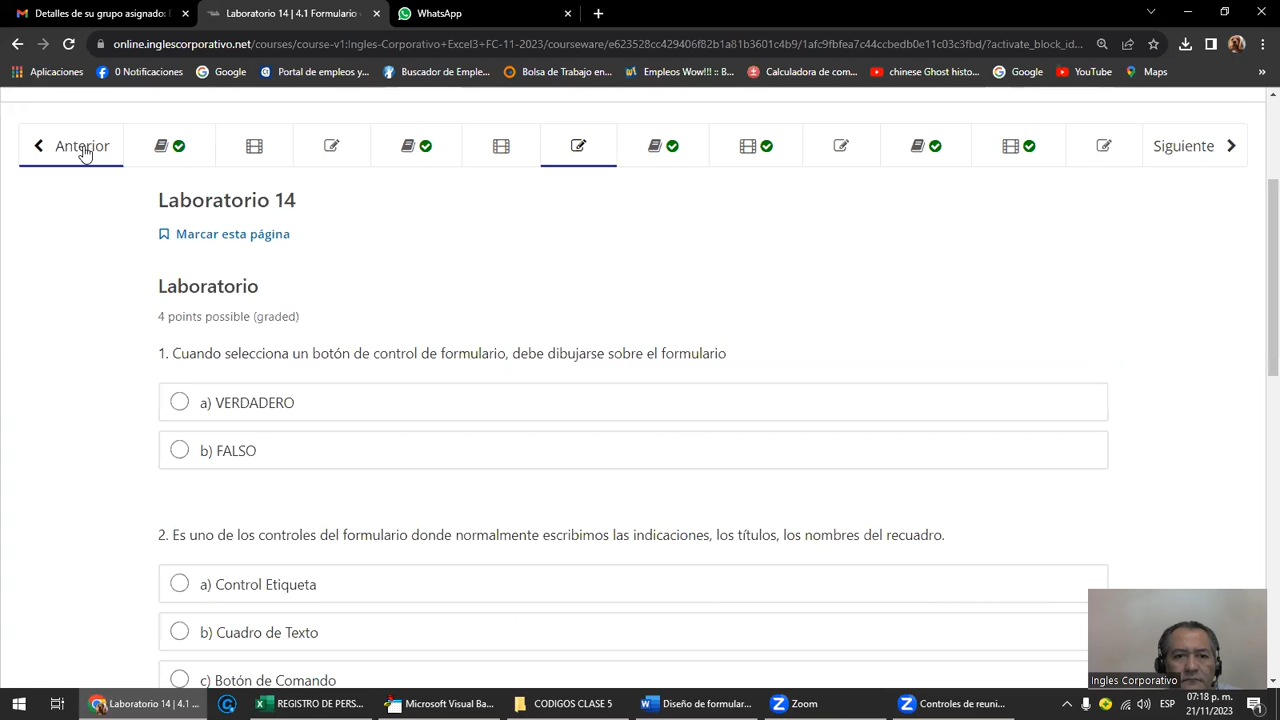 Detalles de su grupo asignado:
Laboratorio 14 | 4.1 Formulario
WhatsApp
online.inglescorporativo.net/courses/course-v1:Ingles-Corporativo+Excel3+FC-11-2023/courseware/e623528cc429406f82b1a81b3601c4b9/1afc9fbfea7c44ccbedb0e11c03c3fbd/?activate_block_id...
Aplicaciones
0 Notificaciones
Google
Portal de empleos y...
Buscador de Emple...
Bolsa de Trabajo en...
Empleos Wow!!! :: B...
Calculadora de com...
chinese Ghost histo...
Google
YouTube
Maps
»
Anterior
Siguiente
Laboratorio 14
Marcar esta página
Laboratorio
4 points possible (graded)
1. Cuando selecciona un botón de control de formulario, debe dibujarse sobre el formulario
a) VERDADERO
b) FALSO
2. Es uno de los controles del formulario donde normalmente escribimos las indicaciones, los títulos, los nombres del recuadro.
a) Control Etiqueta
b) Cuadro de Texto
c) Botón de Comando
Ingles Corporativo
Laboratorio 14 | 4.1 ...
REGISTRO DE PERS...
Microsoft Visual Ba...
CODIGOS CLASE 5
Diseño de formular...
Zoom
Controles de reuni...
ESP
07:18 p. m.
21/11/2023
1